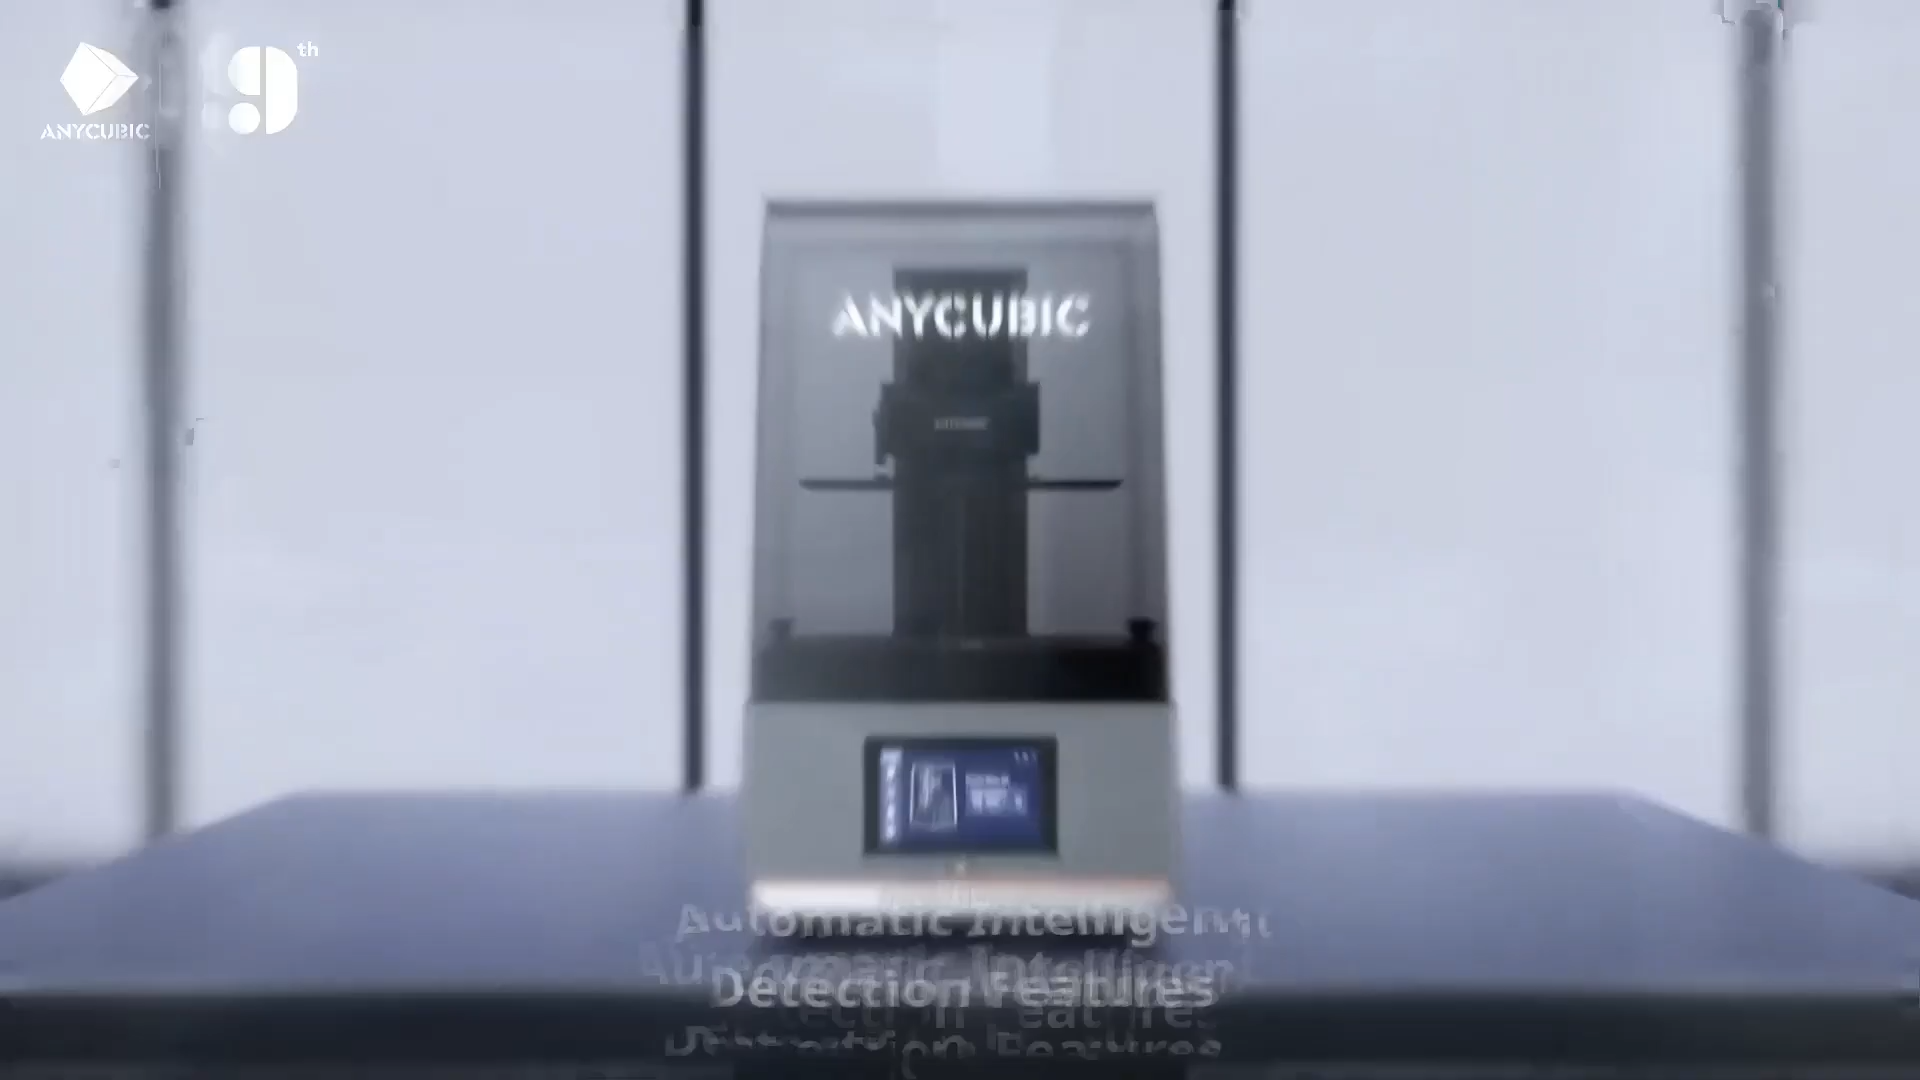 9th
ANYCUBIC
ANYCUBIC
Automatic Intelligent
Detection Features